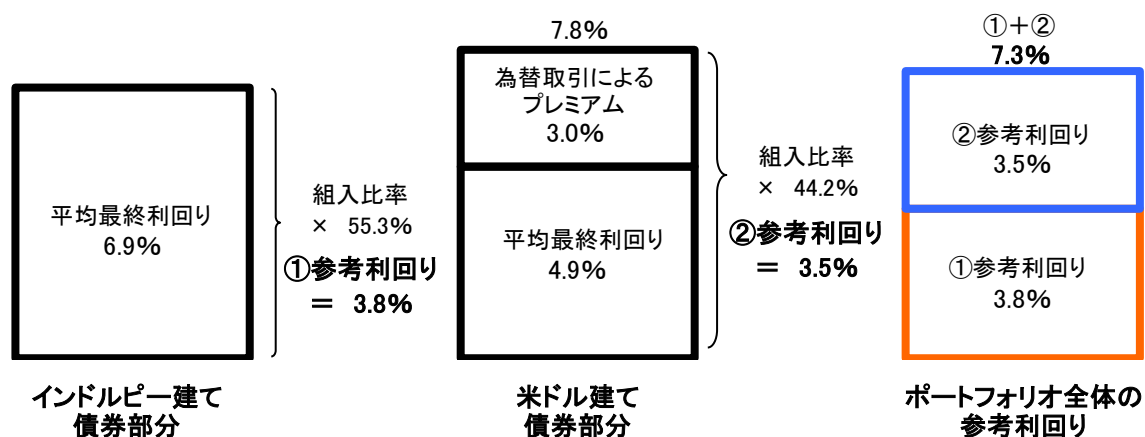 平均最終利回り
6.9%
組入比率
× 55.3%
①参考利回り
＝ 3.8%
インドルピー建て
債券部分
7.8%
為替取引による
プレミアム
3.0%
平均最終利回り
4.9%
組入比率
× 44.2%
②参考利回り
＝ 3.5%
米ドル建て
債券部分
①＋②
7.3%
②参考利回り
3.5%
①参考利回り
3.8%
ポートフォリオ全体の
参考利回り